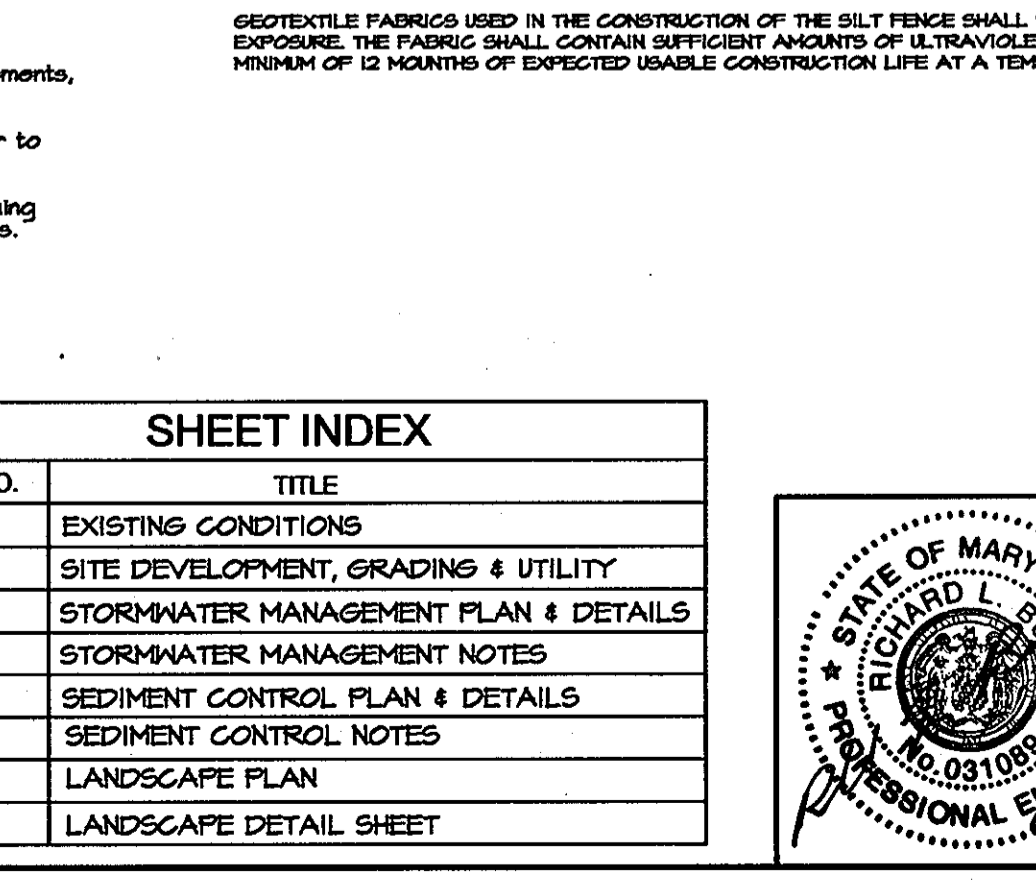 GEOTEXTILE FABRICS USED IN THE CONSTRUCTION OF THE SILT FENCE SHALL
EXPOSURE. THE FABRIC SHALL CONTAIN SUFFICIENT AMOUNTS OF ULTRAVIOLE
MINIMUM OF 12 MOUNTHS OF EXPECTED USABLE CONSTRUCTION LIFE AT A TEM
ments,
r to
ing
s.
SHEET INDEX
O. TITLE
EXISTING CONDITIONS
SITE DEVELOPMENT, GRADING & UTILITY
STORMWATER MANAGEMENT PLAN & DETAILS
STORMWATER MANAGEMENT NOTES
SEDIMENT CONTROL PLAN & DETAILS
SEDIMENT CONTROL NOTES
LANDSCAPE PLAN
LANDSCAPE DETAIL SHEET
STATE OF MARY
RICHARD L.
No. 03108
PROFESSIONAL E